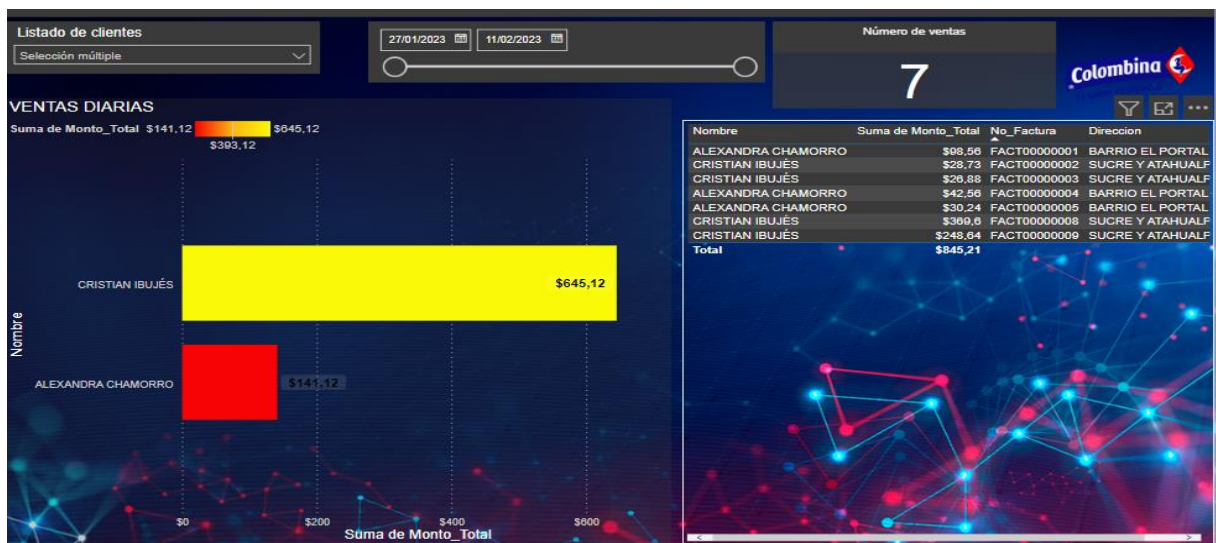 Listado de clientes
Selección múltiple
27/01/2023 11/02/2023
Número de ventas
7
Colombina
VENTAS DIARIAS
Suma de Monto_Total $141,12 $645,12
$393,12
CRISTIAN IBUJÉS $645,12
ALEXANDRA CHAMORRO $141,12
Nombre
$0 $200 $400 $600
Suma de Monto_Total
Nombre Suma de Monto_Total No_Factura Direccion
ALEXANDRA CHAMORRO $98,56 FACT00000001 BARRIO EL PORTAL
CRISTIAN IBUJÉS $28,73 FACT00000002 SUCRE Y ATAHUALP
CRISTIAN IBUJÉS $26,88 FACT00000003 SUCRE Y ATAHUALP
ALEXANDRA CHAMORRO $42,56 FACT00000004 BARRIO EL PORTAL
ALEXANDRA CHAMORRO $30,24 FACT00000005 BARRIO EL PORTAL
CRISTIAN IBUJÉS $369,6 FACT00000008 SUCRE Y ATAHUALP
CRISTIAN IBUJÉS $248,64 FACT00000009 SUCRE Y ATAHUALP
Total $845,21